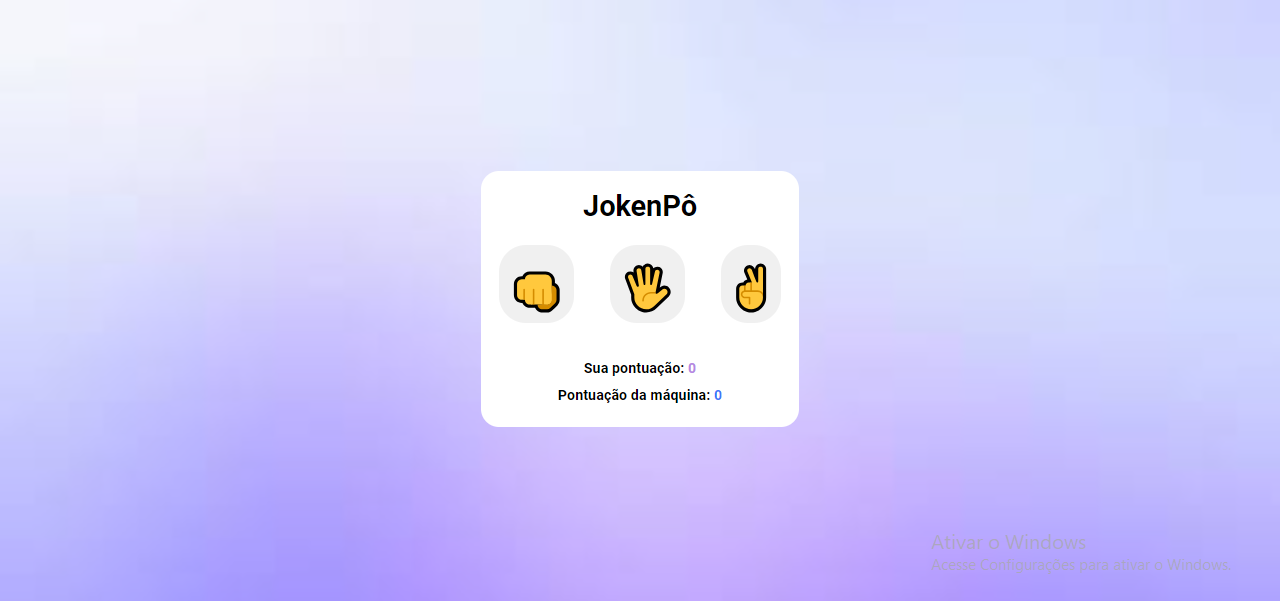 JokenPô
Sua pontuação: 0
Pontuação da máquina: 0
Ativar o Windows
Acesse Configurações para ativar o Windows.